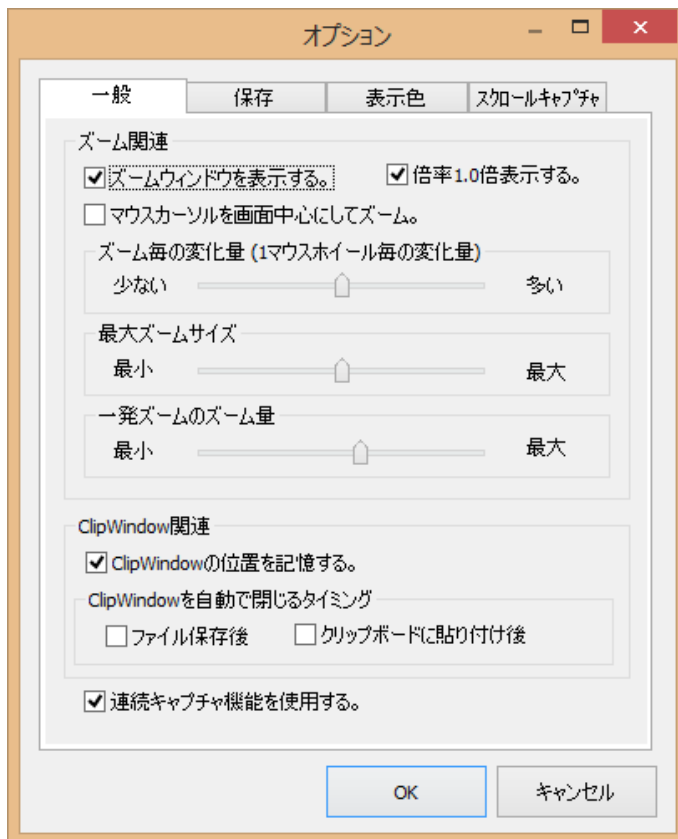 オプション
一般 保存 表示色 スクロールキャプチャ
ズーム関連
ズームウィンドウを表示する。 倍率1.0倍表示する。
マウスカーソルを画面中心にしてズーム。
ズーム毎の変化量 (1マウスホイール毎の変化量)
少ない 多い
最大ズームサイズ
最小 最大
一発ズームのズーム量
最小 最大
ClipWindow関連
ClipWindowの位置を記憶する。
ClipWindowを自動で閉じるタイミング
ファイル保存後 クリップボードに貼り付け後
連続キャプチャ機能を使用する。
OK キャンセル